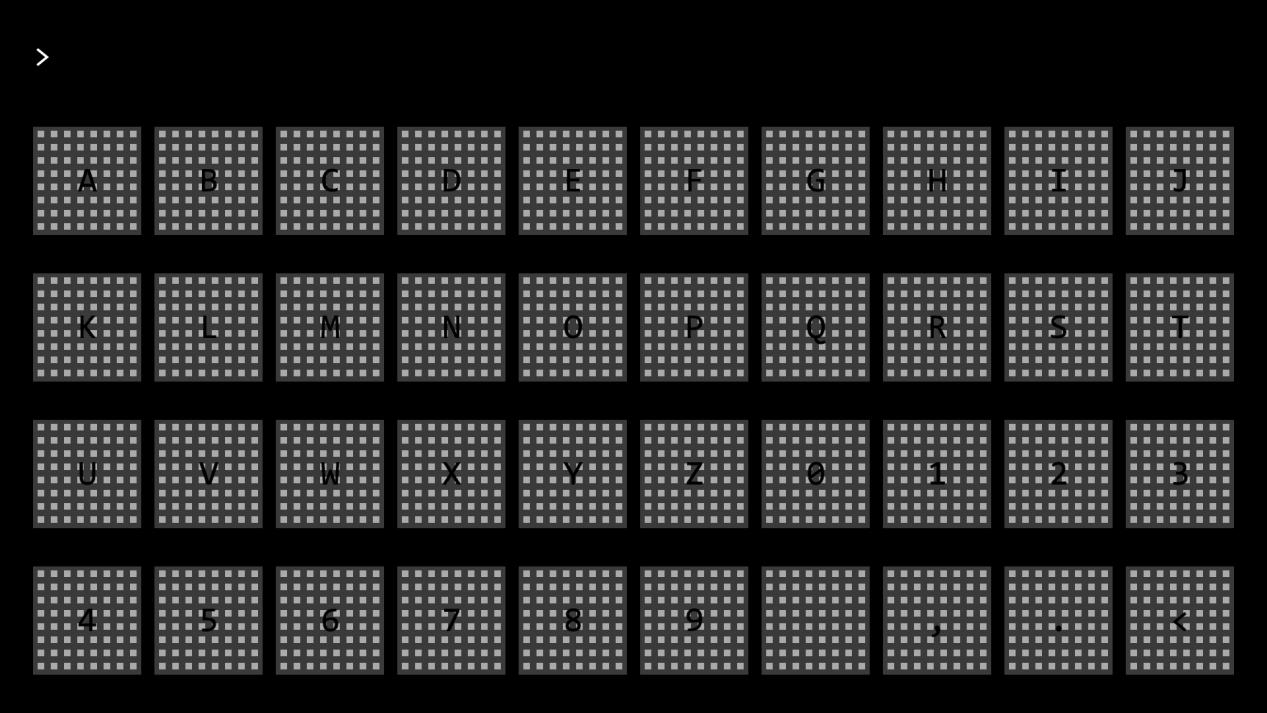 >
A B C D E F G H I J
K L M N O P Q R S T
U V W X Y Z 0 1 2 3
4 5 6 7 8 9 , . <